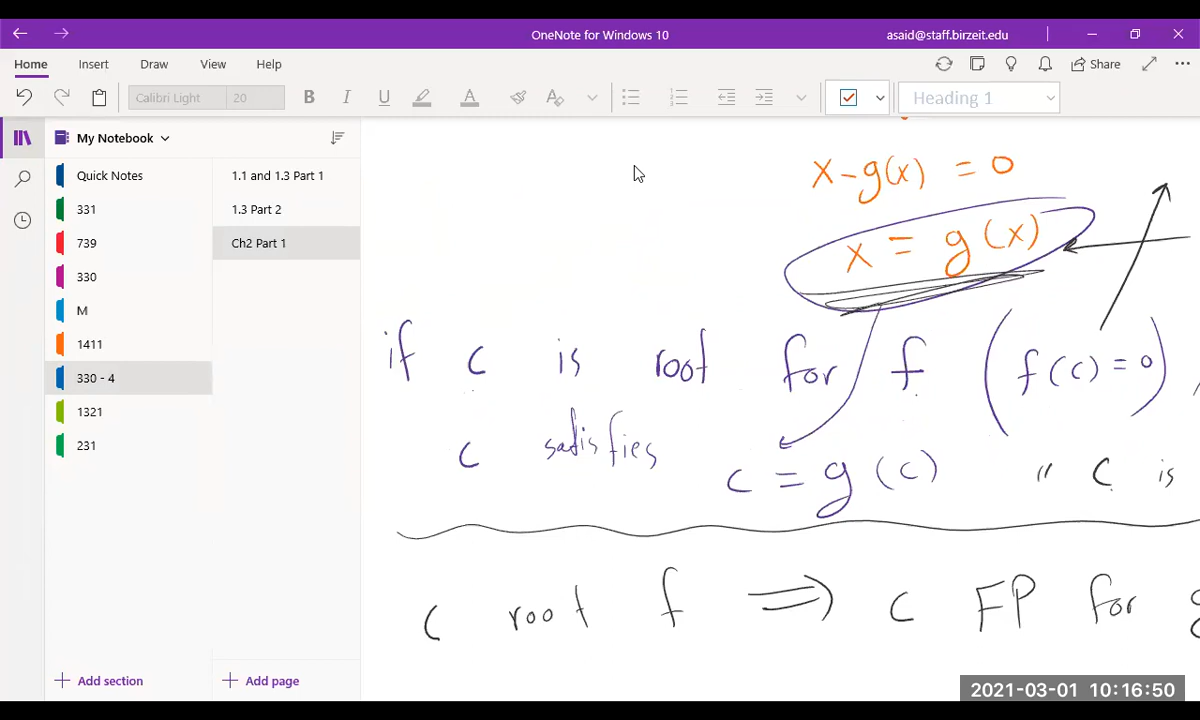 OneNote for Windows 10
asaid@staff.birzeit.edu
Home Insert Draw View Help
Share
Calibri Light 20 B I U A Heading 1
My Notebook
Quick Notes
331
739
330
M
1411
330 - 4
1321
231
1.1 and 1.3 Part 1
1.3 Part 2
Ch2 Part 1
x - g(x) = 0
x = g(x)
if c is root for f (f(c) = 0),
c satisfies c = g(c) " c is
c root f ⟹ c FP for g
+ Add section
+ Add page
2021-03-01 10:16:50